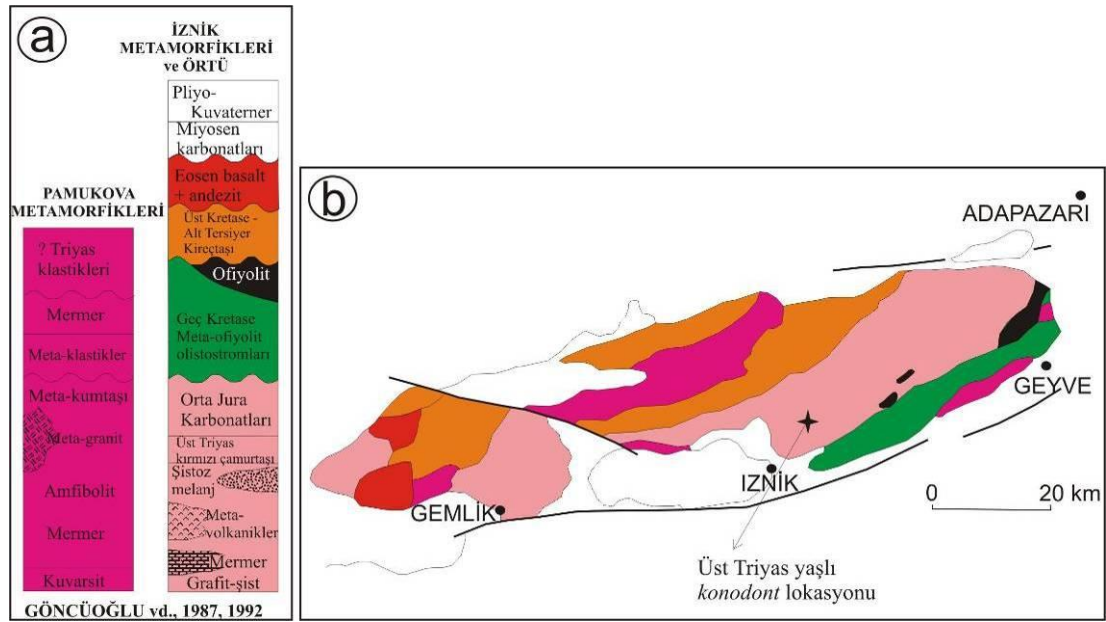 a
İZNİK
METAMORFİKLERİ
ve ÖRTÜ
Pliyo-
Kuvaterner
Miyosen
karbonatları
Eosen basalt
+ andezit
Üst Kretase -
Alt Tersiyer
Kireçtaşı
Ofiyolit
Geç Kretase
Meta-ofiyolit
olistostromları
Orta Jura
Karbonatları
Üst Triyas
kırmızı çamurtaşı
Şistoz
melanj
Meta-
volkanikler
Mermer
Grafit-şist
PAMUKOVA
METAMORFİKLERİ
? Triyas
klastikleri
Mermer
Meta-klastikler
Meta-kumtaşı
Meta-granit
Amfibolit
Mermer
Kuvarsit
GÖNCÜOĞLU vd., 1987, 1992
b
ADAPAZARI
GEYVE
IZNİK
GEMLİK
0 20 km
Üst Triyas yaşlı
konodont lokasyonu